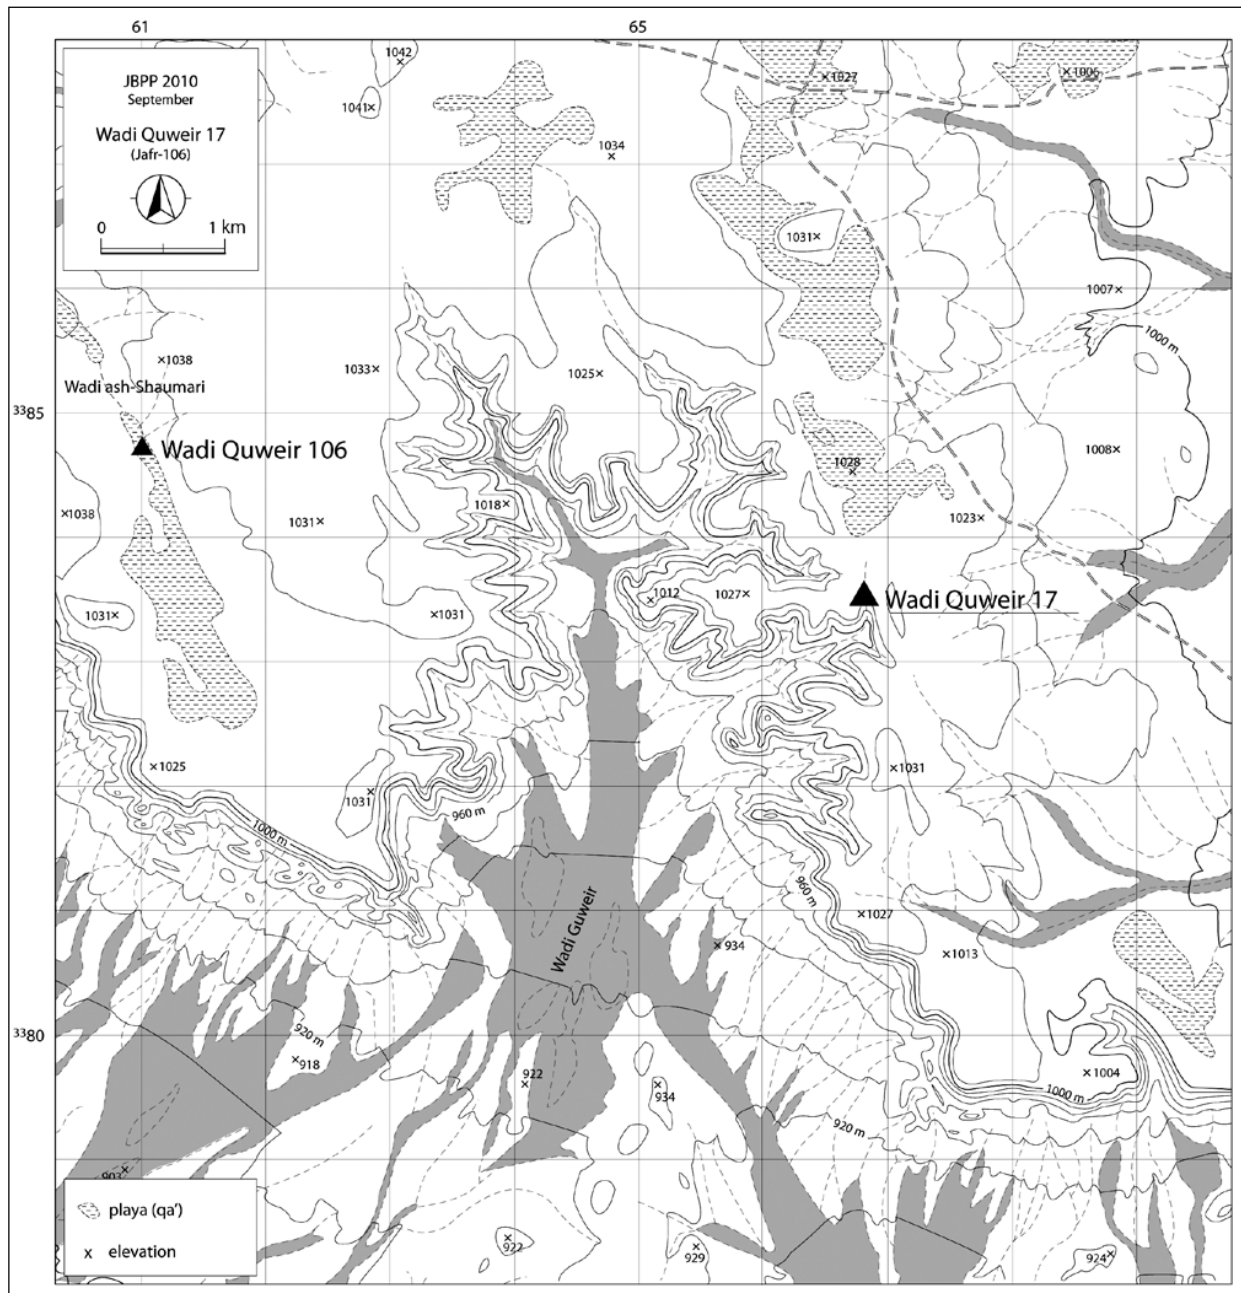 61 65
JBPP 2010
September
Wadi Quweir 17
(Jafr-106)
0 1 km
1042
1041
1034
1027
1006
1031
1007
1000 m
1038
1033
1025
Wadi ash-Shaumari
3385
Wadi Quweir 106
1028
1008
1038
1031
1018
1023
1031
1031
1012
1027
Wadi Quweir 17
1025
1031
1031
960 m
1000 m
960 m
Wadi Guweir
1027
934
1013
3380
920 m
918
922
934
1004
1000 m
920 m
903
playa (qa')
elevation
922
929
924